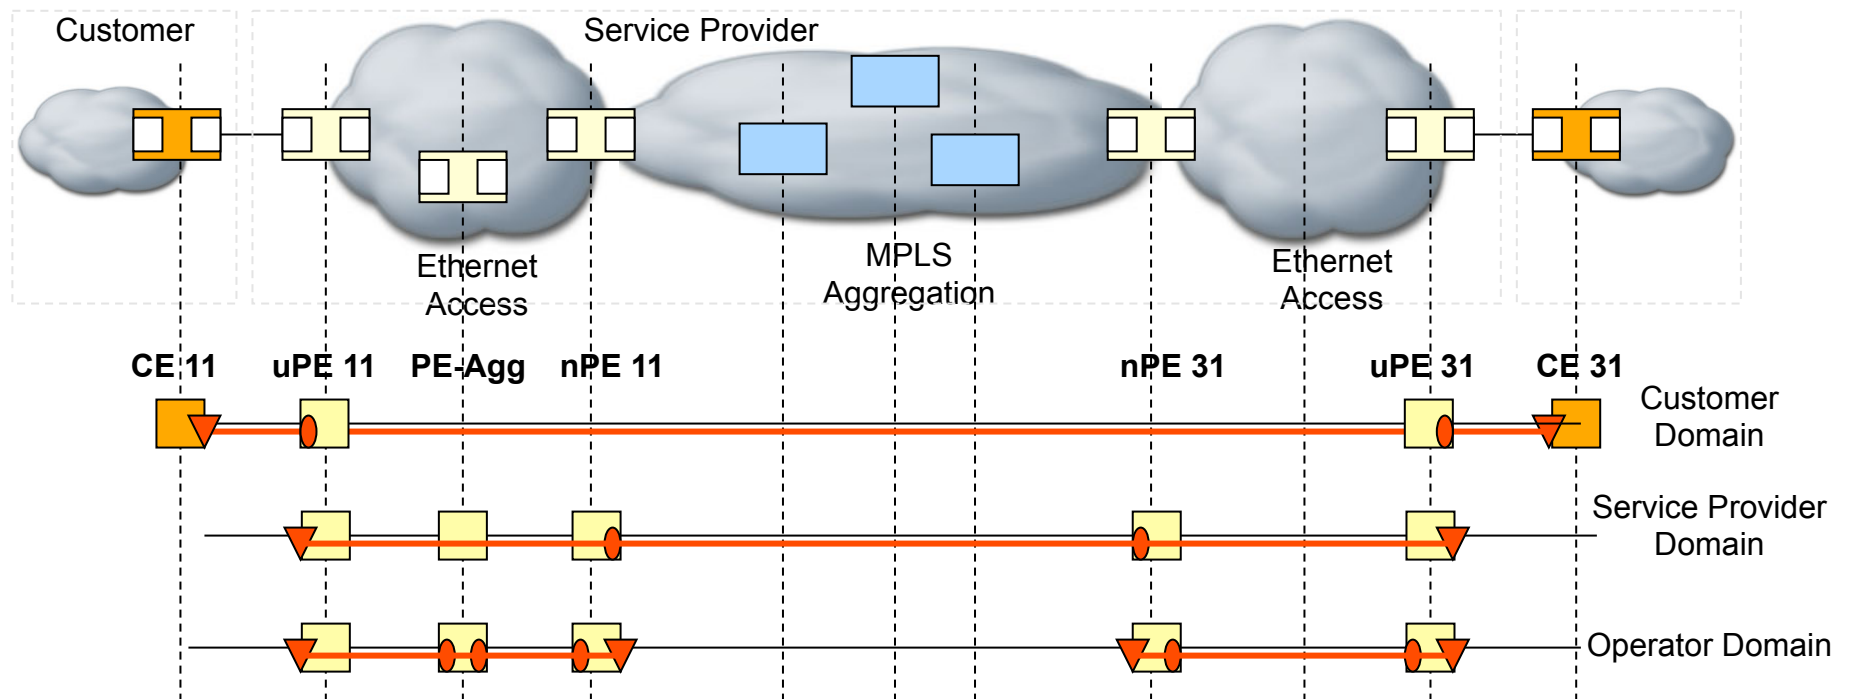 Customer
Service Provider
Ethernet
Access
MPLS
Aggregation
Ethernet
Access
CE 11
uPE 11
PE-Agg
nPE 11
nPE 31
uPE 31
CE 31
Customer
Domain
Service Provider
Domain
Operator Domain